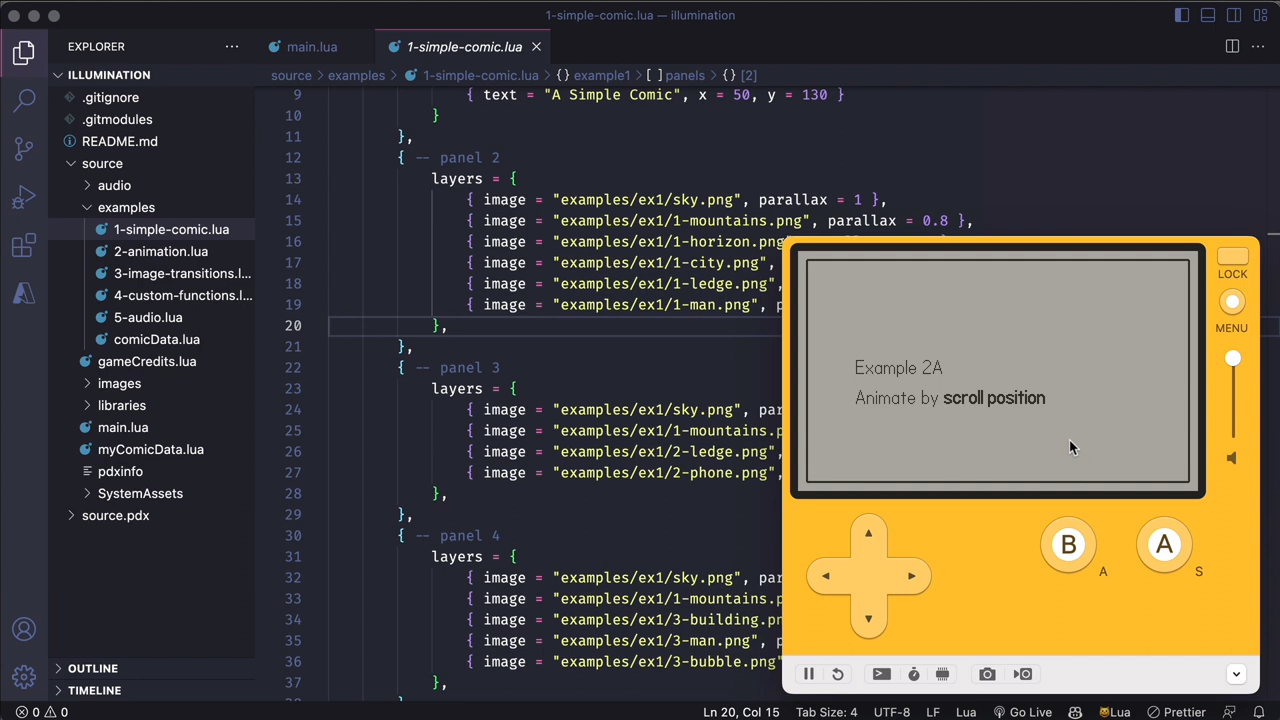 1-simple-comic.lua — illumination
EXPLORER
main.lua
1-simple-comic.lua
ILLUMINATION
source > examples > 1-simple-comic.lua > {} example1 > [ ] panels > {} [2]
.gitignore
.gitmodules
README.md
source
audio
examples
1-simple-comic.lua
2-animation.lua
3-image-transitions.l...
4-custom-functions.l...
5-audio.lua
comicData.lua
gameCredits.lua
images
libraries
main.lua
myComicData.lua
pdxinfo
SystemAssets
source.pdx
OUTLINE
TIMELINE
9 { text = "A Simple Comic", x = 50, y = 130 }
10 }
11 },
12 { -- panel 2
13 layers = {
14 { image = "examples/ex1/sky.png", parallax = 1 },
15 { image = "examples/ex1/1-mountains.png", parallax = 0.8 },
16 { image = "examples/ex1/1-horizon.png
17 { image = "examples/ex1/1-city.png",
18 { image = "examples/ex1/1-ledge.png",
19 { image = "examples/ex1/1-man.png", p
20 },
21 },
22 { -- panel 3
23 layers = {
24 { image = "examples/ex1/sky.png", par
25 { image = "examples/ex1/1-mountains.p
26 { image = "examples/ex1/2-ledge.png",
27 { image = "examples/ex1/2-phone.png",
28 },
29 },
30 { -- panel 4
31 layers = {
32 { image = "examples/ex1/sky.png", par
33 { image = "examples/ex1/1-mountains.p
34 { image = "examples/ex1/3-building.pn
35 { image = "examples/ex1/3-man.png", p
36 { image = "examples/ex1/3-bubble.png"
37 },
Example 2A
Animate by scroll position
LOCK
MENU
B
A
A
S
0 0
Ln 20, Col 15 Tab Size: 4 UTF-8 LF Lua Go Live Lua Prettier